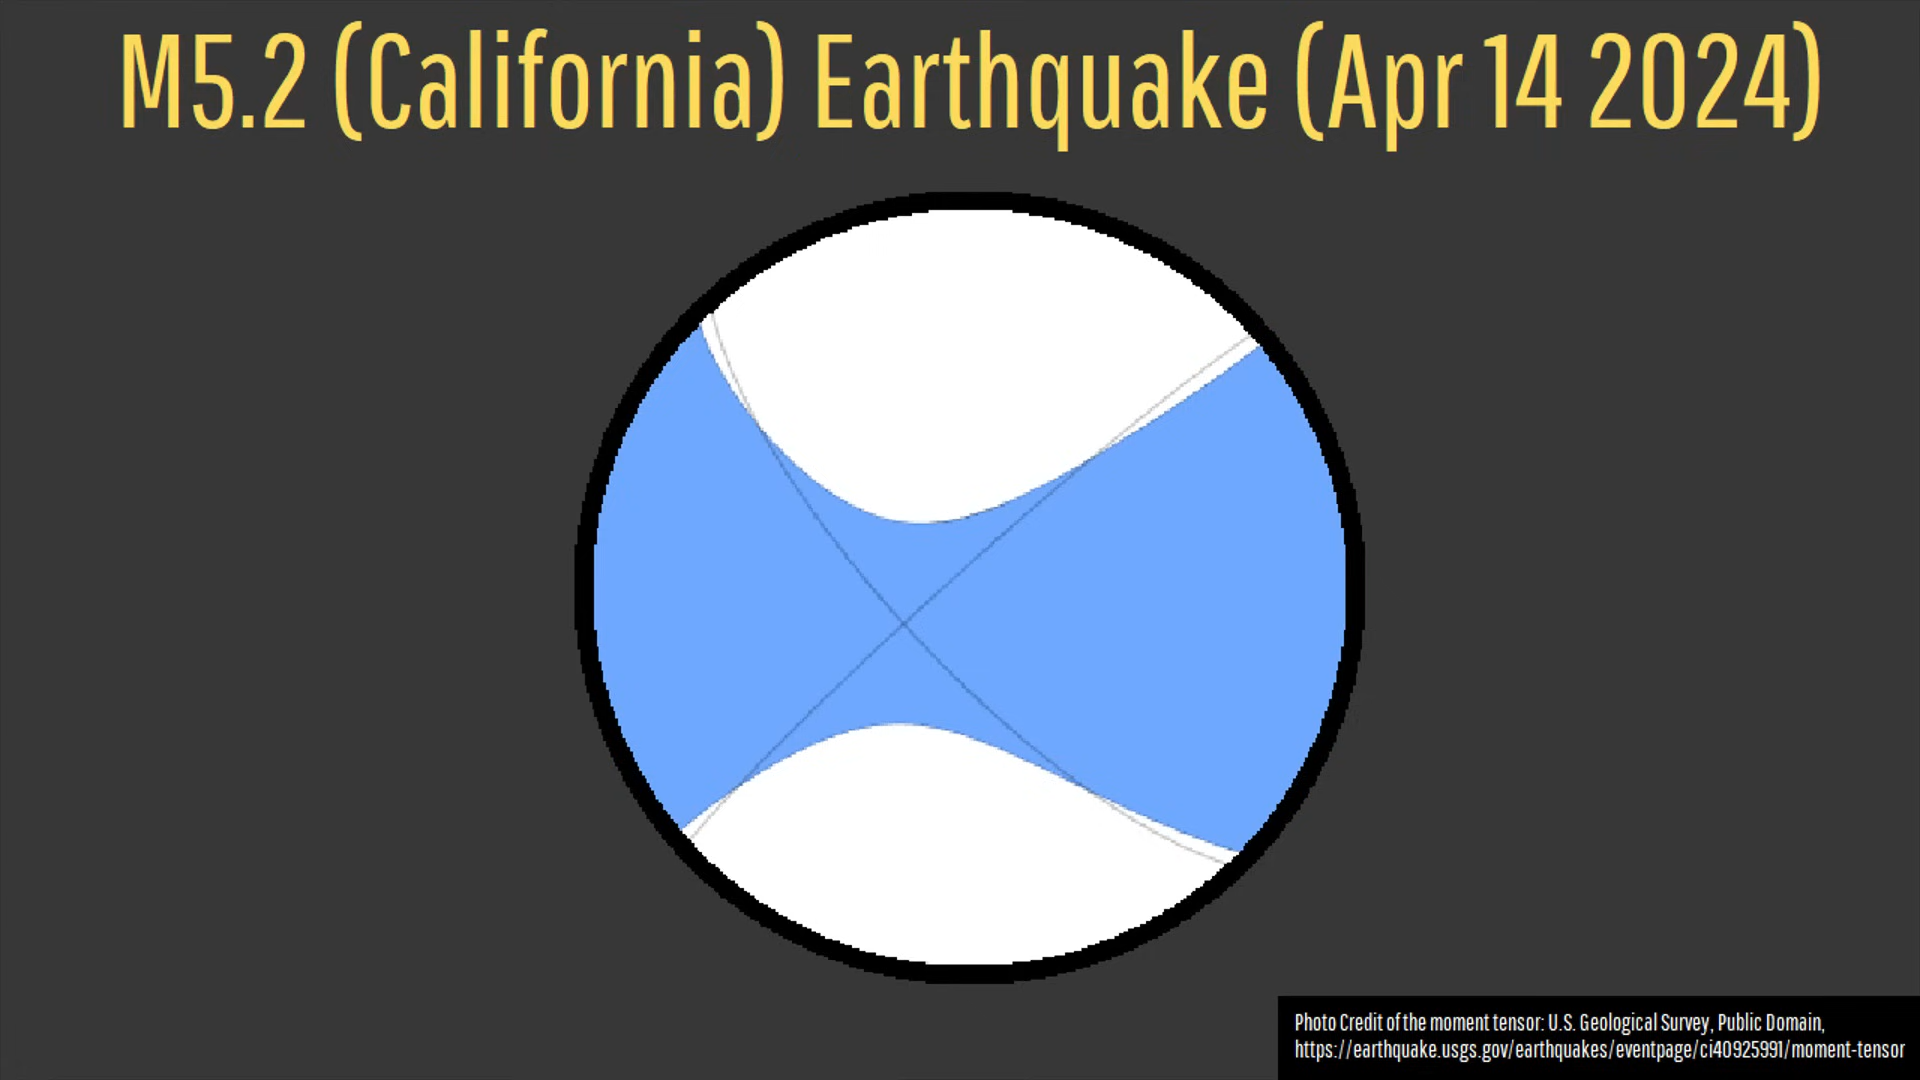 M5.2 (California) Earthquake (Apr 14 2024)
Photo Credit of the moment tensor: U.S. Geological Survey, Public Domain,
https://earthquake.usgs.gov/earthquakes/eventpage/ci40925991/moment-tensor